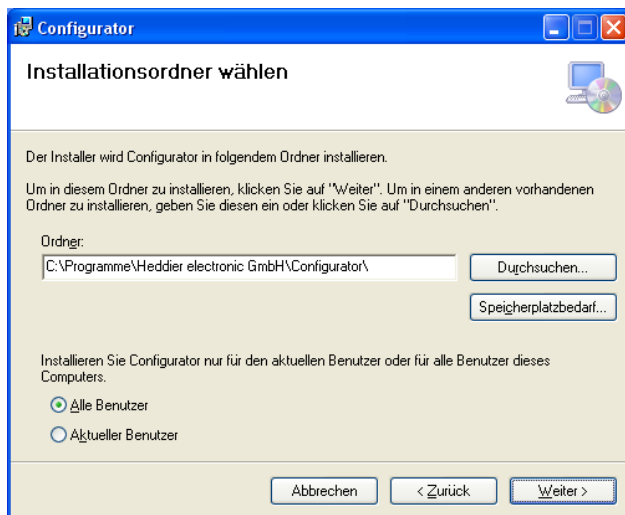 Configurator
Installationsordner wählen
Der Installer wird Configurator in folgendem Ordner installieren.
Um in diesem Ordner zu installieren, klicken Sie auf "Weiter". Um in einem anderen vorhandenen
Ordner zu installieren, geben Sie diesen ein oder klicken Sie auf "Durchsuchen".
Ordner:
C:\Programme\Heddier electronic GmbH\Configurator\
Durchsuchen...
Speicherplatzbedarf...
Installieren Sie Configurator nur für den aktuellen Benutzer oder für alle Benutzer dieses
Computers.
Alle Benutzer
Aktueller Benutzer
Abbrechen
< Zurück
Weiter >